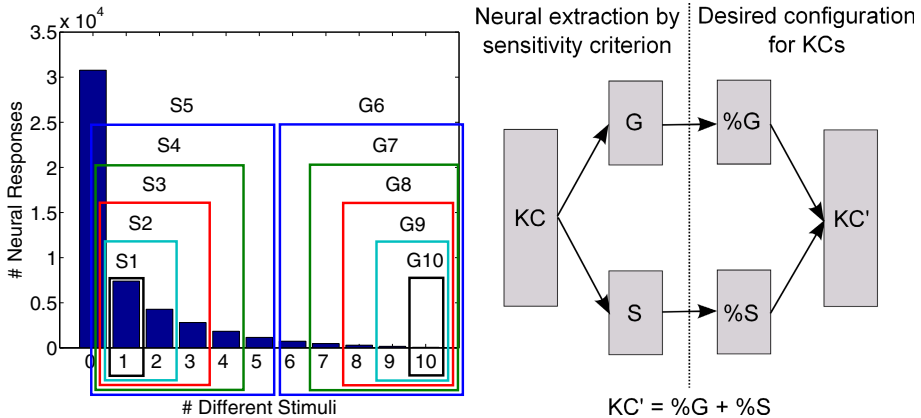 x 10⁴
3.5
3
2.5
2
1.5
1
0.5
0
# Neural Responses
S5
S4
S3
S2
S1
G6
G7
G8
G9
G10
0 1 2 3 4 5 6 7 8 9 10
# Different Stimuli
Neural extraction by
sensitivity criterion
Desired configuration
for KCs
KC
G
S
%G
%S
KC'
KC' = %G + %S